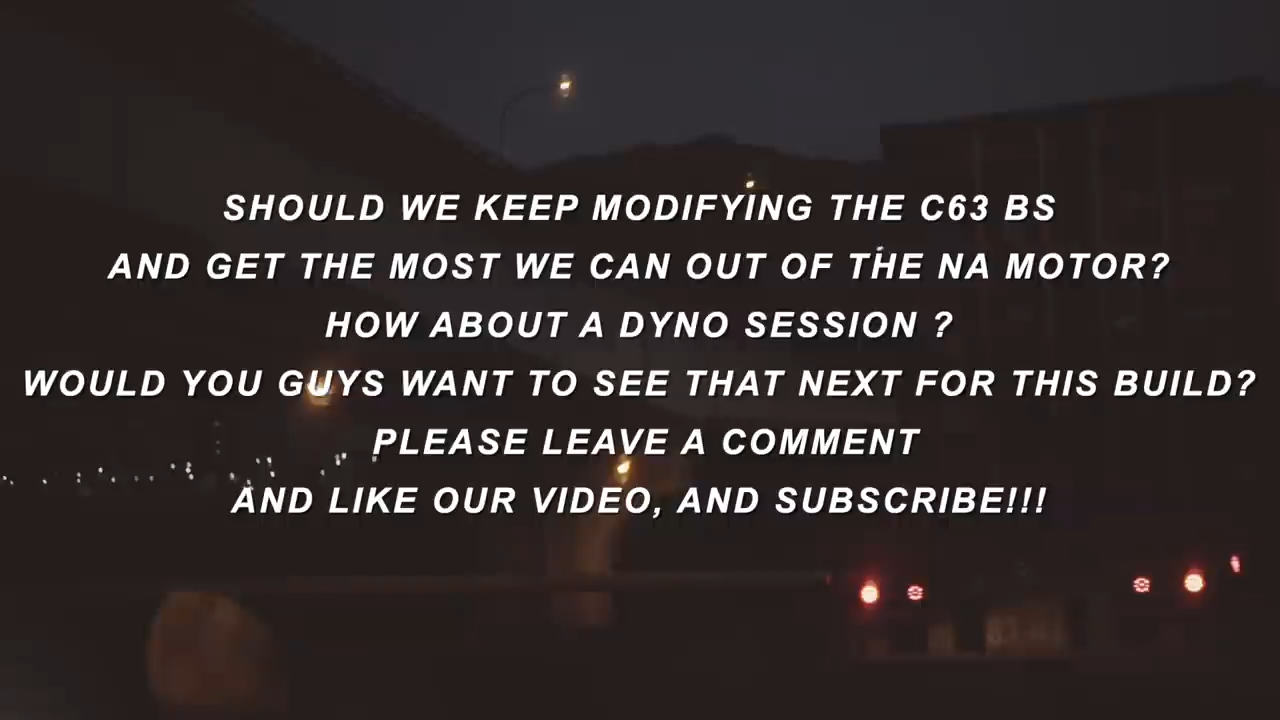 SHOULD WE KEEP MODIFYING THE C63 BS
AND GET THE MOST WE CAN OUT OF THE NA MOTOR?
HOW ABOUT A DYNO SESSION ?
WOULD YOU GUYS WANT TO SEE THAT NEXT FOR THIS BUILD?
PLEASE LEAVE A COMMENT
AND LIKE OUR VIDEO, AND SUBSCRIBE!!!